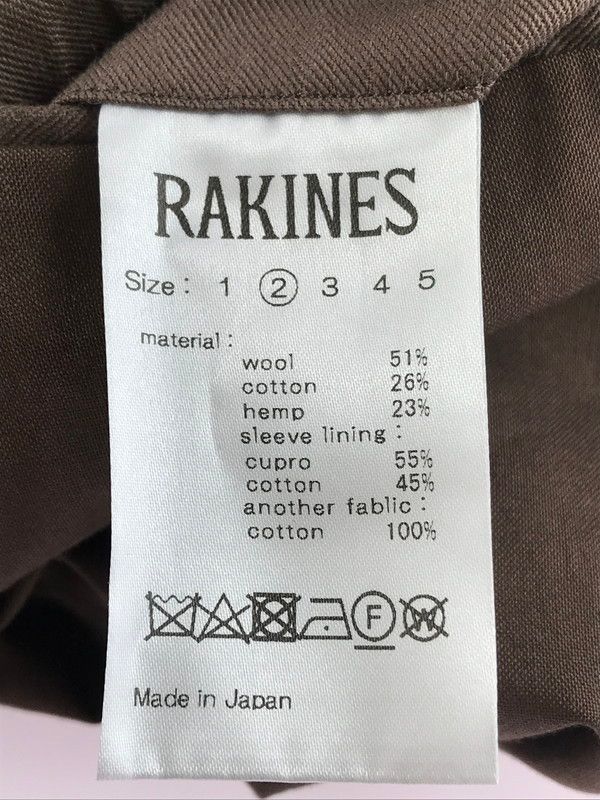 RAKINES
Size: 1 2 3 4 5
material:
wool 51%
cotton 26%
hemp 23%
sleeve lining:
cupro 55%
cotton 45%
another fablic:
cotton 100%
F W
Made in Japan